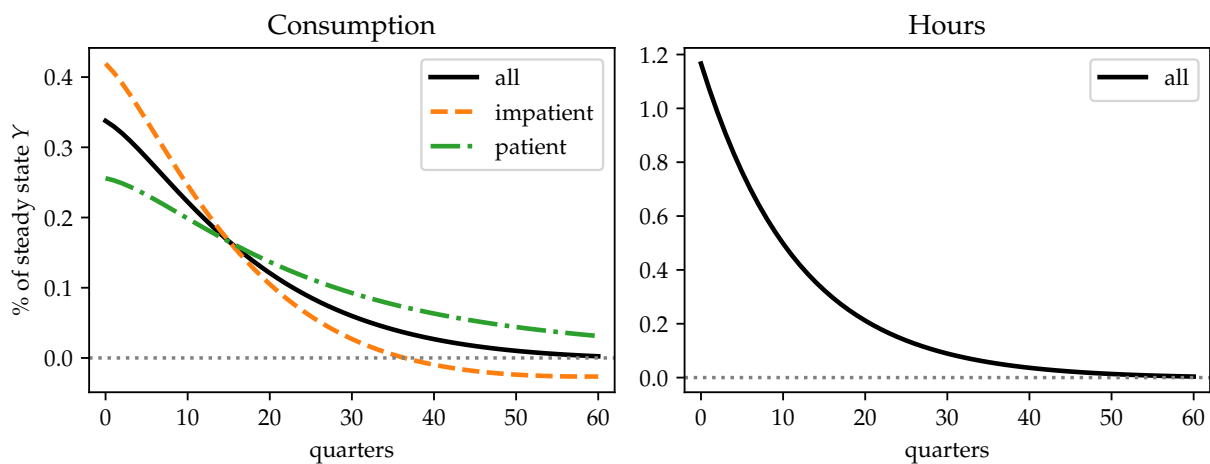 Consumption
% of steady state Y
0.4
0.3
0.2
0.1
0.0
all
impatient
patient
0 10 20 30 40 50 60
quarters
Hours
1.2
1.0
0.8
0.6
0.4
0.2
0.0
all
0 10 20 30 40 50 60
quarters